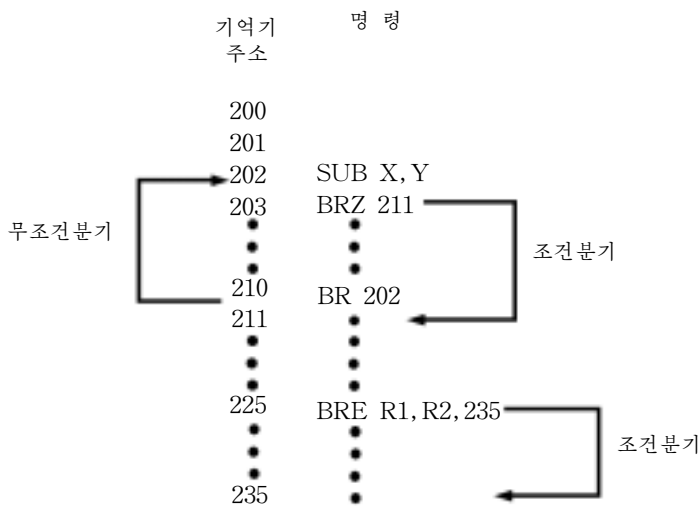 기억기 명 령
주소
200
201
202 SUB X, Y
203 BRZ 211
무조건분기
조건분기
210 BR 202
211
225 BRE R1, R2, 235
조건분기
235